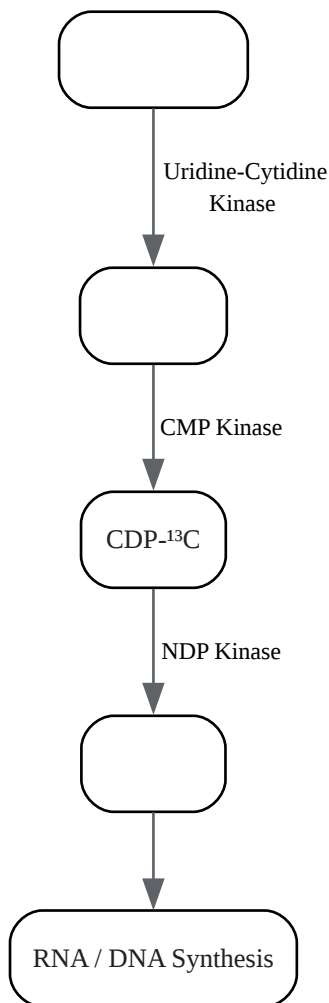 Uridine-Cytidine
Kinase
CMP Kinase
CDP-¹³C
NDP Kinase
RNA / DNA Synthesis